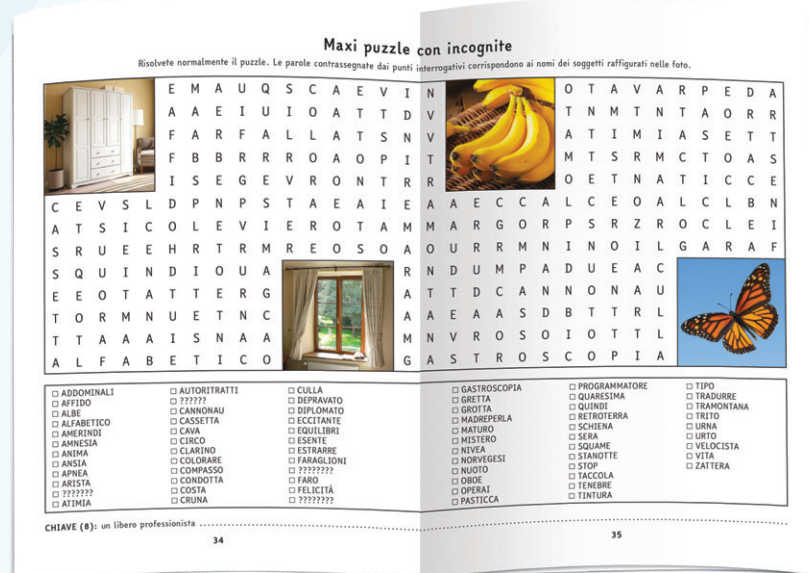 Maxi puzzle con incognite
Risolvete normalmente il puzzle. Le parole contrassegnate dai punti interrogativi corrispondono ai nomi dei soggetti raffigurati nelle foto.
E M A U Q S C A E V I N O T A V A R P E D A
A A E I U I O A T T D V T N M T N T A O R R
F A R F A L L A T S N V A T I M I A S E T T
F B B R R R O A O P I T M T S R M C T O A S
I S E G E V R O N T R R O E T N A T I C C E
C E V S L D P N P S T A E A I E A A E C C A L C E O A L C L B N
A T S I C O L E V I E R O T A M M A R G O R P S R Z R O C L E I
S R U E E H R T R M R E O S O A O U R R M N I N O I L G A R A F
S Q U I N D I O U A R N D U M P A D U E A C
E E O T A T T E R G A T T D C A N N O N A U
T O R M N U E T N C A A E A A S D B T T R L
T T A A A I S N A A M N V R O S O I O T T L
A L F A B E T I C O G A S T R O S C O P I A
☐ ADDOMINALI
☐ AFFIDO
☐ ALBE
☐ ALFABETICO
☐ AMERINDI
☐ AMNESIA
☐ ANIMA
☐ ANSIA
☐ APNEA
☐ ARISTA
☐ ???????
☐ ATIMIA
☐ AUTORITRATTI
☐ ??????
☐ CANNONAU
☐ CASSETTA
☐ CAVA
☐ CIRCO
☐ CLARINO
☐ COLORARE
☐ COMPASSO
☐ CONDOTTA
☐ COSTA
☐ CRUNA
☐ CULLA
☐ DEPRAVATO
☐ DIPLOMATO
☐ ECCITANTE
☐ EQUILIBRI
☐ ESENTE
☐ ESTRARRE
☐ FARAGLIONI
☐ ????????
☐ FARO
☐ FELICITÀ
☐ ????????
☐ GASTROSCOPIA
☐ GRETTA
☐ GROTTA
☐ MADREPERLA
☐ MATURO
☐ MISTERO
☐ NIVEA
☐ NORVEGESI
☐ NUOTO
☐ OBOE
☐ OPERAI
☐ PASTICCA
☐ PROGRAMMATORE
☐ QUARESIMA
☐ QUINDI
☐ RETROTERRA
☐ SCHIENA
☐ SERA
☐ SQUAME
☐ STANOTTE
☐ STOP
☐ TACCOLA
☐ TENEBRE
☐ TINTURA
☐ TIPO
☐ TRADURRE
☐ TRAMONTANA
☐ TRITO
☐ URNA
☐ URTO
☐ VELOCISTA
☐ VITA
☐ ZATTERA
CHIAVE (8): un libero professionista ................................................
34
35